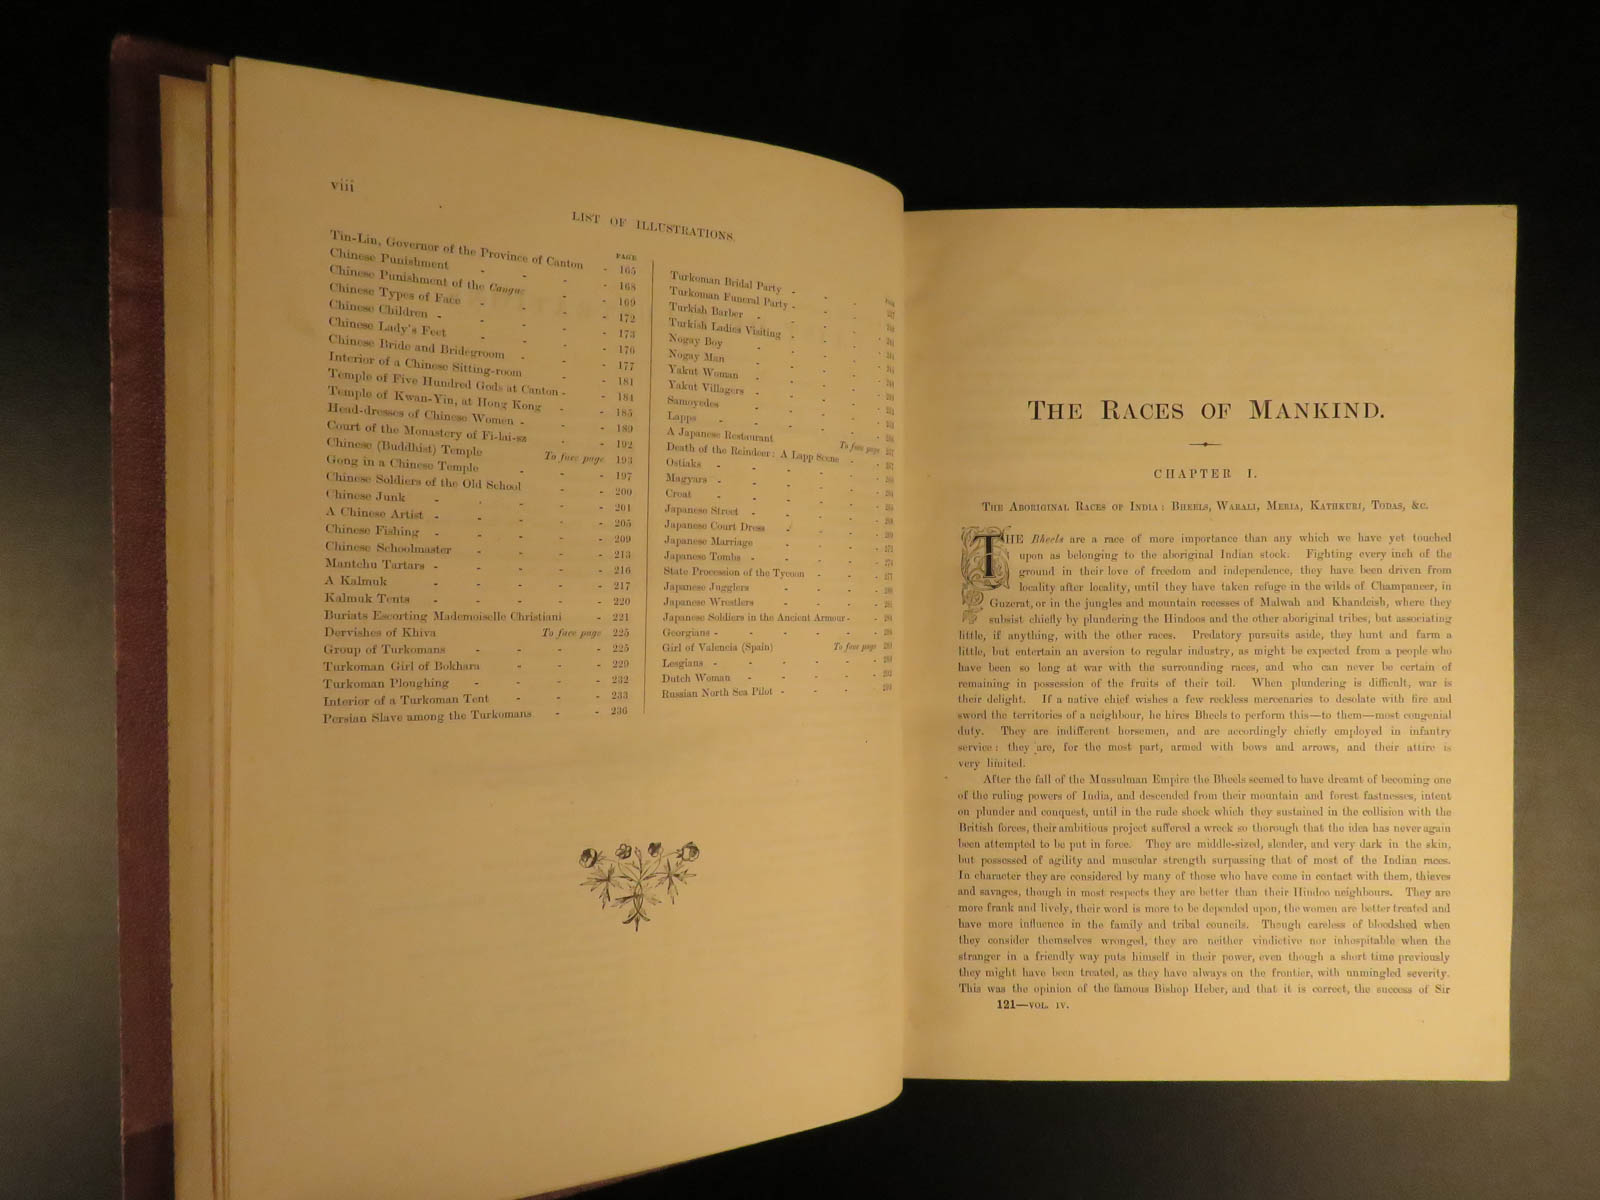 viii
LIST OF ILLUSTRATIONS.
PAGE
Tin-Lin, Governor of the Province of Canton - 165
Chinese Punishment - - - 168
Chinese Punishment of the Cangue - - 169
Chinese Types of Face - - - 172
Chinese Children - - - - 173
Chinese Lady's Feet - - - 176
Chinese Bride and Bridegroom - - 177
Interior of a Chinese Sitting-room - - 181
Temple of Five Hundred Gods at Canton - - 184
Temple of Kwan-Yin, at Hong Kong - - 185
Head-dresses of Chinese Women - - - 189
Court of the Monastery of Fi-lai-sz - - 192
Chinese (Buddhist) Temple To face page 193
Gong in a Chinese Temple - - - 197
Chinese Soldiers of the Old School - - 200
Chinese Junk - - - - 201
A Chinese Artist - - - - - 205
Chinese Fishing - - - - - 209
Chinese Schoolmaster - - - - 213
Mantchu Tartars - - - - - 216
A Kalmuk - - - - - 217
Kalmuk Tents - - - - - 220
Buriats Escorting Mademoiselle Christiani - - 221
Dervishes of Khiva To face page 225
Group of Turkomans - - - - 225
Turkoman Girl of Bokhara - - - 229
Turkoman Ploughing - - - - 232
Interior of a Turkoman Tent - - - 233
Persian Slave among the Turkomans - - 236
PAGE
Turkoman Bridal Party - - -
Turkoman Funeral Party - - -
Turkish Barber - - - -
Turkish Ladies Visiting - - -
Nogay Boy - - - -
Nogay Man - - - -
Yakut Woman - - - -
Yakut Villagers - - - -
Samoyedes - - - -
Lapps - - - - -
A Japanese Restaurant To face page
Death of the Reindeer: A Lapp Scene - -
Ostiaks - - - - -
Magyars - - - - -
Croat - - - - -
Japanese Street - - - -
Japanese Court Dress - - -
Japanese Marriage - - - -
Japanese Tombs - - - -
State Procession of the Tycoon - - -
Japanese Jugglers - - - -
Japanese Wrestlers - - - -
Japanese Soldiers in the Ancient Armour - -
Georgians - - - - -
Girl of Valencia (Spain) To face page
Lesgians - - - - -
Dutch Woman - - - -
Russian North Sea Pilot - - - -
THE RACES OF MANKIND.
CHAPTER I.
THE ABORIGINAL RACES OF INDIA: BHEELS, WARALI, MERIA, KATHKURI, TODAS, &C.
THE Bheels are a race of more importance than any which we have yet touched
upon as belonging to the aboriginal Indian stock. Fighting every inch of the
ground in their love of freedom and independence, they have been driven from
locality after locality, until they have taken refuge in the wilds of Champaneer, in
Guzerat, or in the jungles and mountain recesses of Malwah and Khandeish, where they
subsist chiefly by plundering the Hindoos and the other aboriginal tribes, but associating
little, if anything, with the other races. Predatory pursuits aside, they hunt and farm a
little, but entertain an aversion to regular industry, as might be expected from a people who
have been so long at war with the surrounding races, and who can never be certain of
remaining in possession of the fruits of their toil. When plundering is difficult, war is
their delight. If a native chief wishes a few reckless mercenaries to desolate with fire and
sword the territories of a neighbour, he hires Bheels to perform this—to them—most congenial
duty. They are indifferent horsemen, and are accordingly chiefly employed in infantry
service: they are, for the most part, armed with bows and arrows, and their attire is
very limited.
After the fall of the Mussulman Empire the Bheels seemed to have dreamt of becoming one
of the ruling powers of India, and descended from their mountain and forest fastnesses, intent
on plunder and conquest, until in the rude shock which they sustained in the collision with the
British forces, their ambitious project suffered a wreck so thorough that the idea has never again
been attempted to be put in force. They are middle-sized, slender, and very dark in the skin,
but possessed of agility and muscular strength surpassing that of most of the Indian races.
In character they are considered by many of those who have come in contact with them, thieves
and savages, though in most respects they are better than their Hindoo neighbours. They are
more frank and lively, their word is more to be depended upon, the women are better treated and
have more influence in the family and tribal councils. Though careless of bloodshed when
they consider themselves wronged, they are neither vindictive nor inhospitable when the
stranger in a friendly way puts himself in their power, even though a short time previously
they might have been treated, as they have always on the frontier, with unmingled severity.
This was the opinion of the famous Bishop Heber, and that it is correct, the success of Sir
121—VOL. IV.